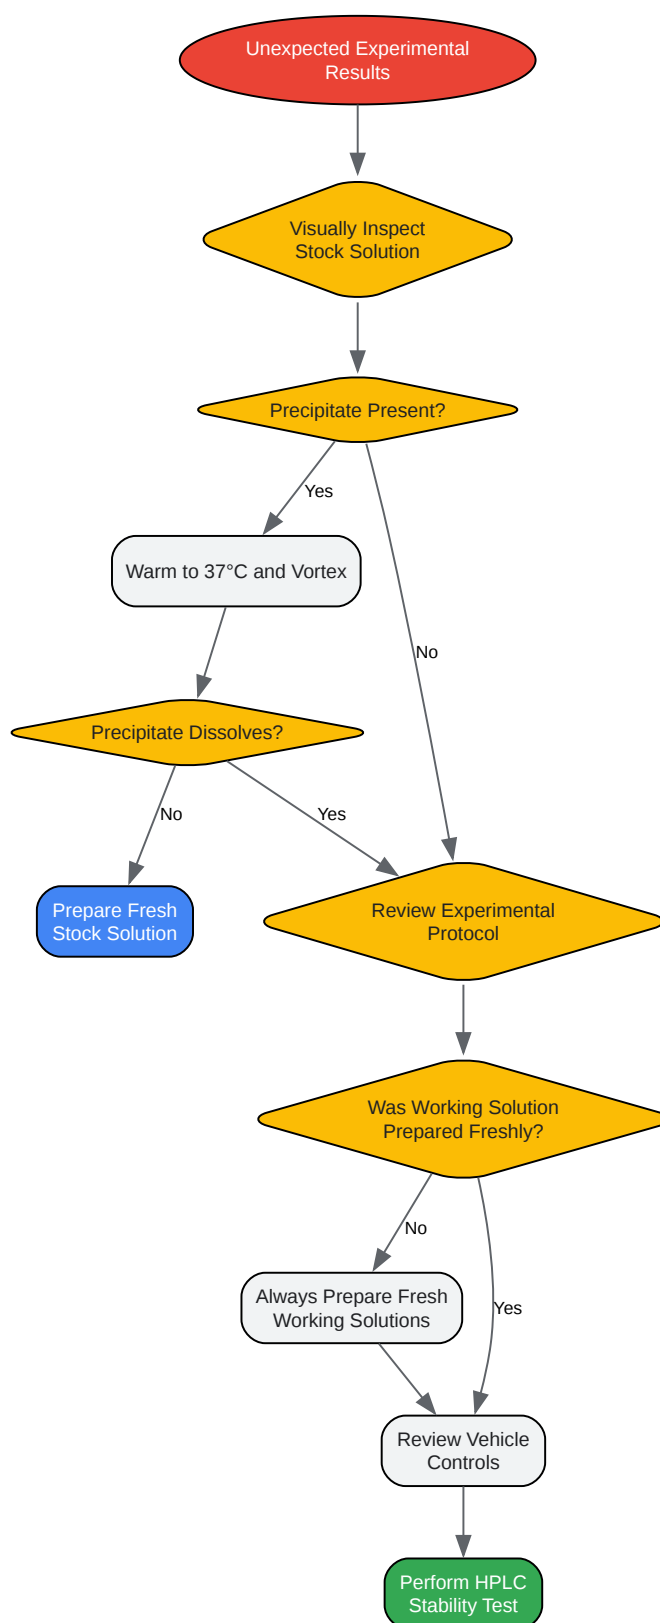 Unexpected Experimental
Results
Visually Inspect
Stock Solution
Precipitate Present?
Yes
Warm to 37°C and Vortex
No
Precipitate Dissolves?
No
Yes
Prepare Fresh
Stock Solution
Review Experimental
Protocol
Was Working Solution
Prepared Freshly?
No
Always Prepare Fresh
Working Solutions
Yes
Review Vehicle
Controls
Perform HPLC
Stability Test